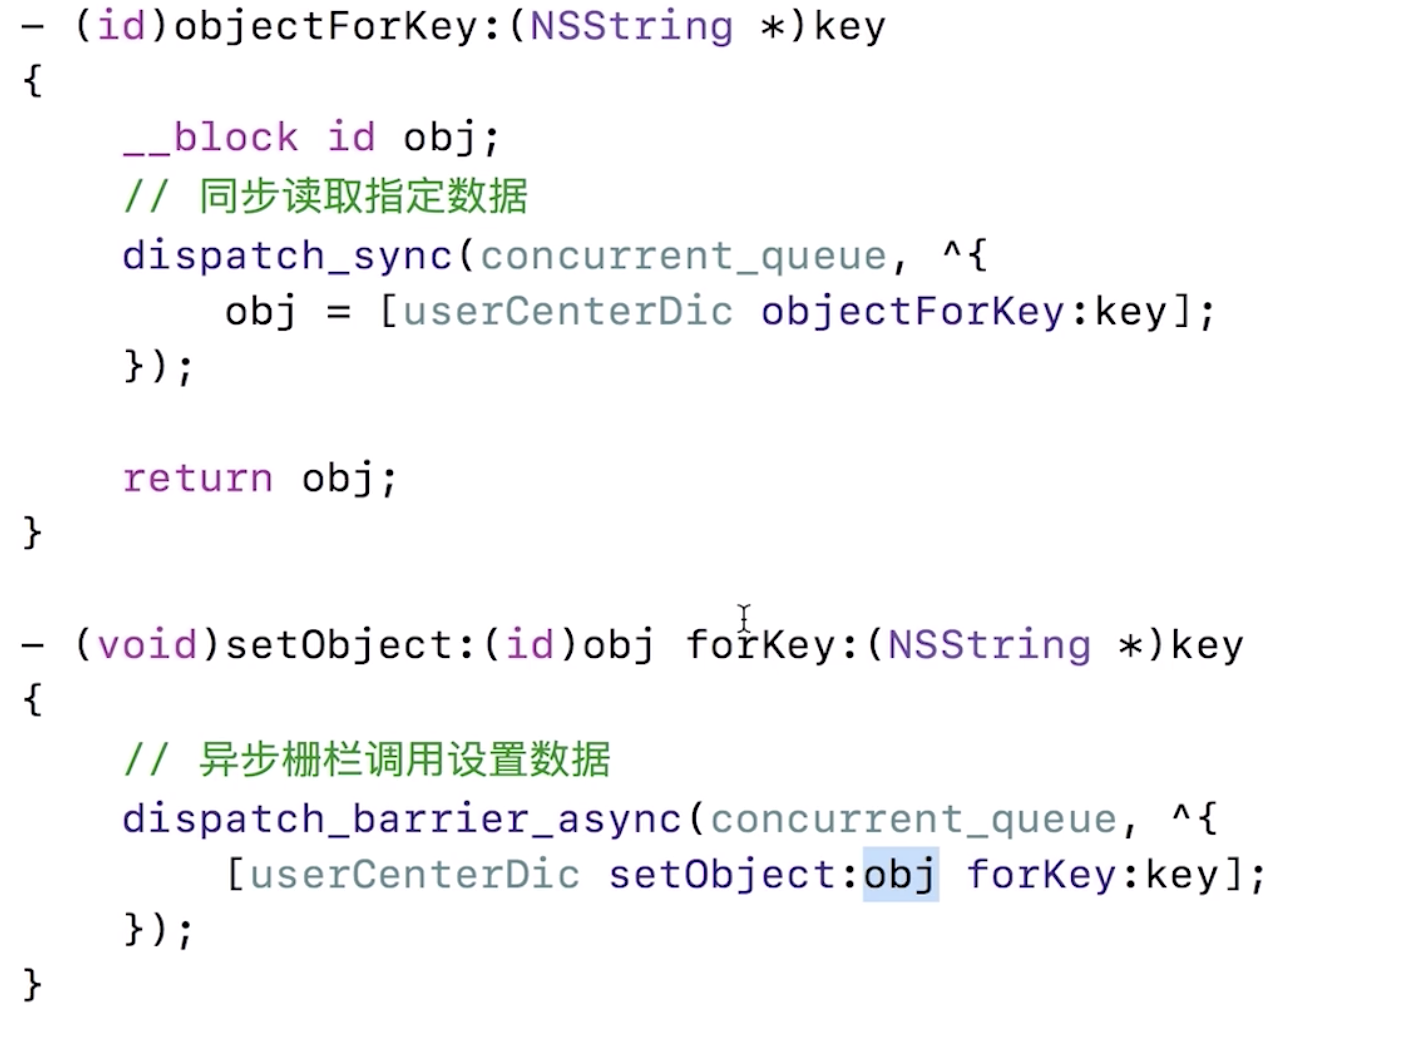 - (id)objectForKey:(NSString *)key
{
    __block id obj;
    // 同步读取指定数据
    dispatch_sync(concurrent_queue, ^{
        obj = [userCenterDic objectForKey:key];
    });
    return obj;
}
- (void)setObject:(id)obj forKey:(NSString *)key
{
    // 异步栅栏调用设置数据
    dispatch_barrier_async(concurrent_queue, ^{
        [userCenterDic setObject:obj forKey:key];
    });
}